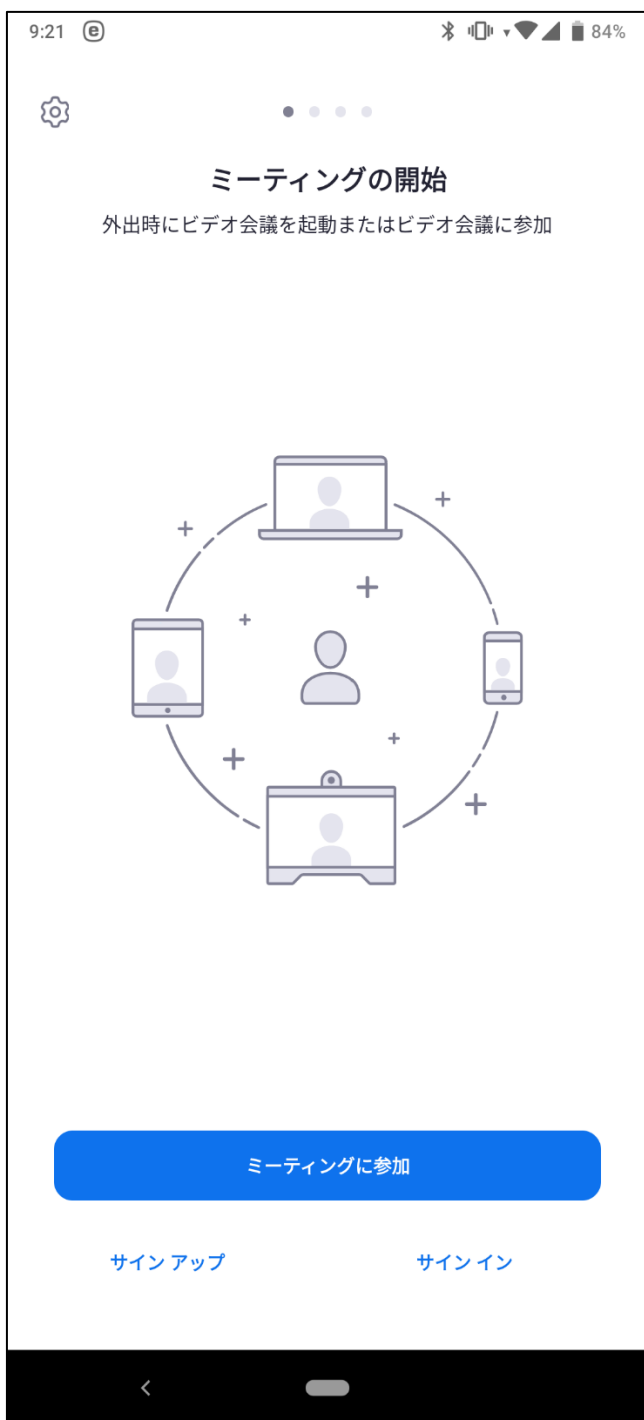 9:21 e 84%
ミーティングの開始
外出時にビデオ会議を起動またはビデオ会議に参加
ミーティングに参加
サイン アップ サイン イン